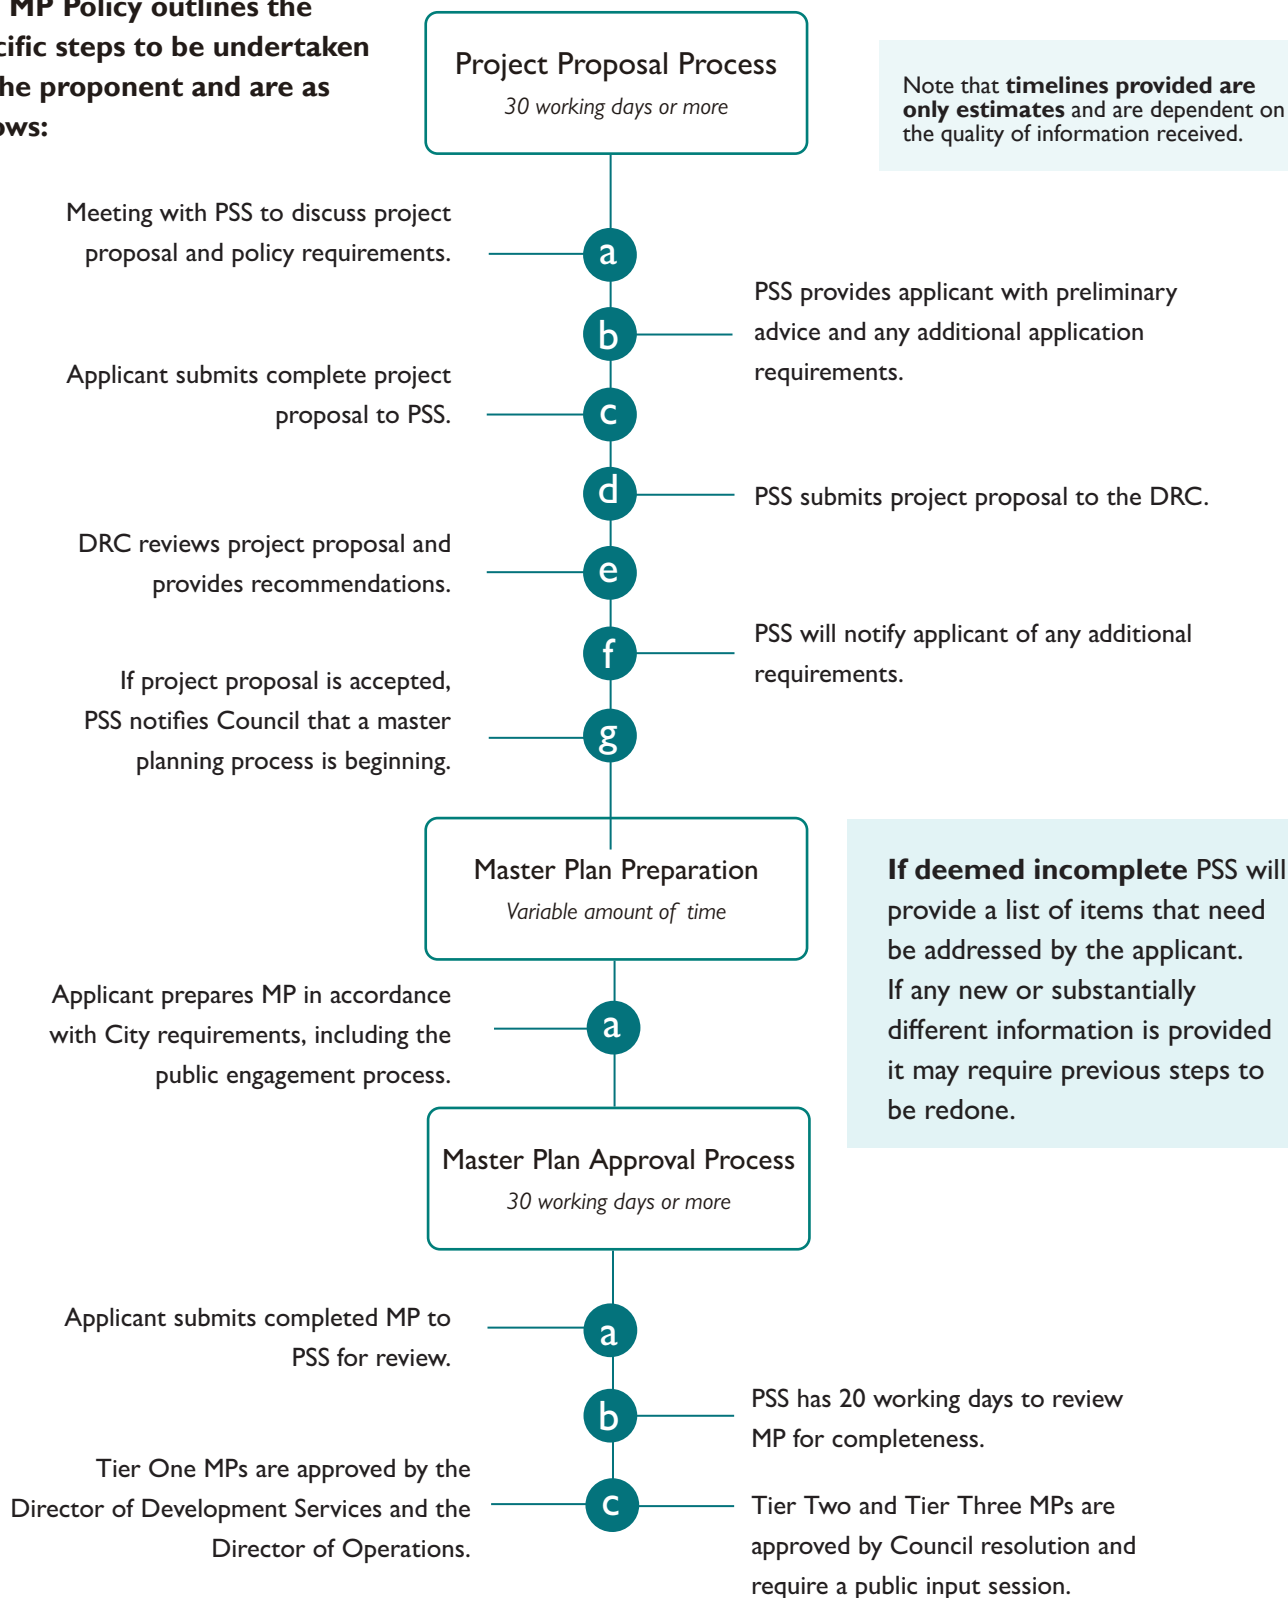 MP Policy outlines the
steps to be undertaken
proponent and are as
Project Proposal Process
30 working days or more
Note that timelines provided are
only estimates and are dependent on
the quality of information received.
Meeting with PSS to discuss project
proposal and policy requirements.
a
b
PSS provides applicant with preliminary
advice and any additional application
requirements.
Applicant submits complete project
proposal to PSS.
c
d
PSS submits project proposal to the DRC.
DRC reviews project proposal and
provides recommendations.
e
f
PSS will notify applicant of any additional
requirements.
If project proposal is accepted,
PSS notifies Council that a master
planning process is beginning.
g
Master Plan Preparation
Variable amount of time
If deemed incomplete PSS will
provide a list of items that need
be addressed by the applicant.
If any new or substantially
different information is provided
it may require previous steps to
be redone.
Applicant prepares MP in accordance
with City requirements, including the
public engagement process.
a
Master Plan Approval Process
30 working days or more
Applicant submits completed MP to
PSS for review.
a
b
PSS has 20 working days to review
MP for completeness.
Tier One MPs are approved by the
Director of Development Services and the
Director of Operations.
c
Tier Two and Tier Three MPs are
approved by Council resolution and
require a public input session.